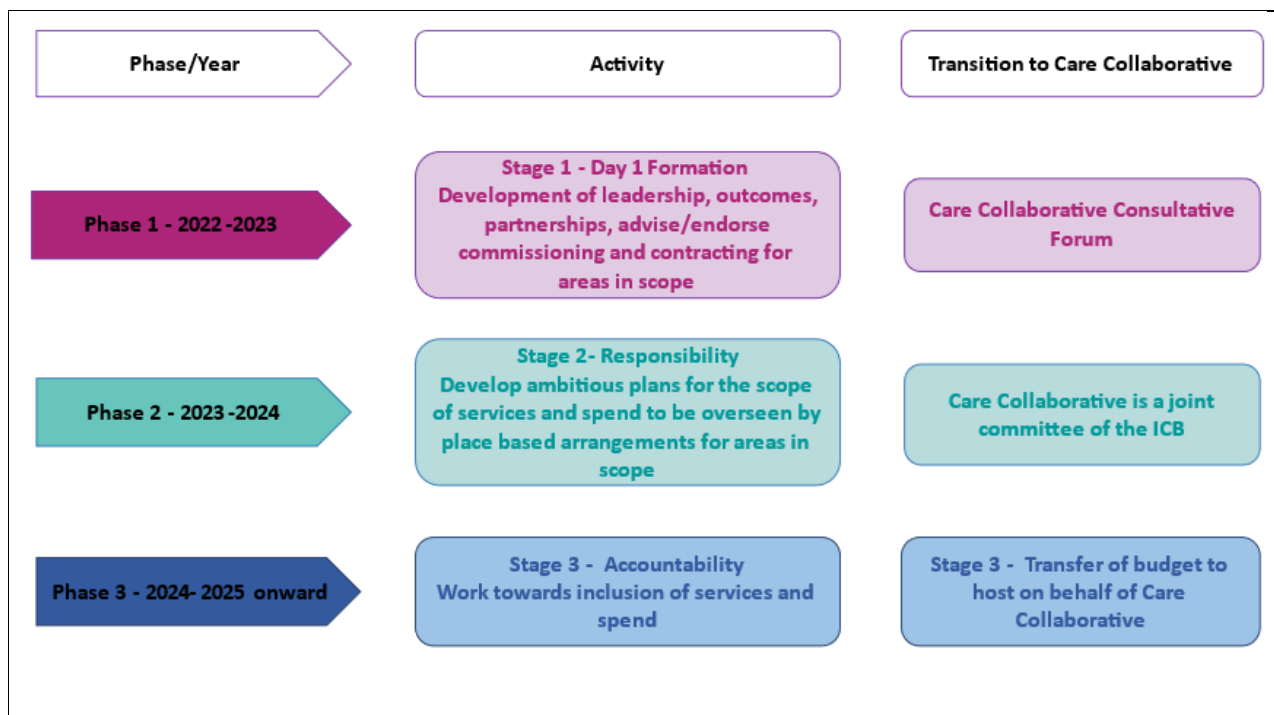 Phase/Year
Activity
Transition to Care Collaborative
Phase 1 - 2022 -2023
Stage 1 - Day 1 Formation
Development of leadership, outcomes,
partnerships, advise/endorse
commissioning and contracting for
areas in scope
Care Collaborative Consultative
Forum
Phase 2 - 2023 -2024
Stage 2- Responsibility
Develop ambitious plans for the scope
of services and spend to be overseen by
place based arrangements for areas in
scope
Care Collaborative is a joint
committee of the ICB
Phase 3 - 2024- 2025 onward
Stage 3 - Accountability
Work towards inclusion of services and
spend
Stage 3 - Transfer of budget to
host on behalf of Care
Collaborative